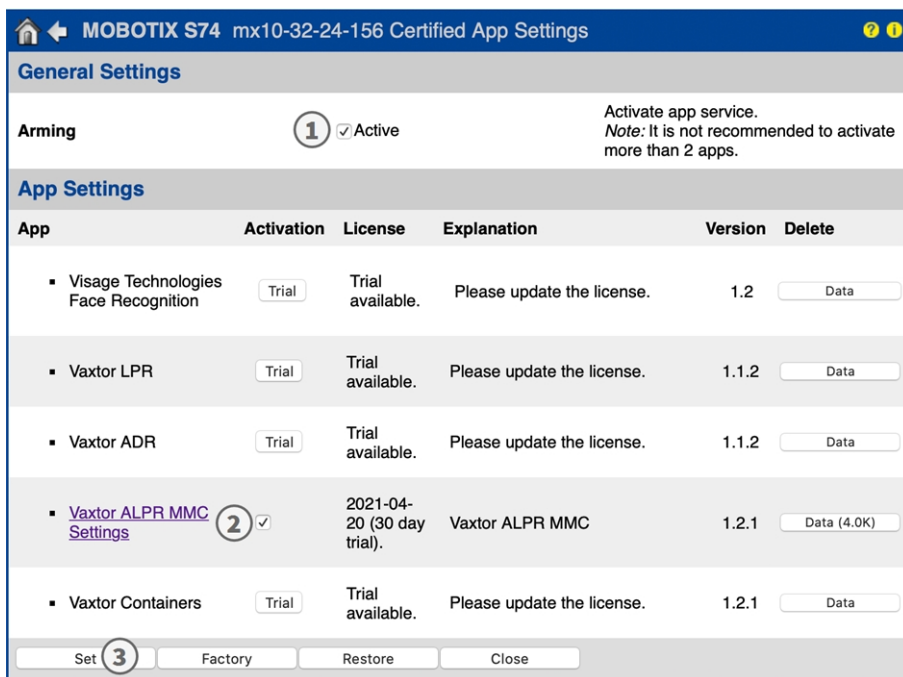 MOBOTIX S74 mx10-32-24-156 Certified App Settings ? i
General Settings
Arming 1 Active Activate app service.
Note: It is not recommended to activate
more than 2 apps.
App Settings
App Activation License Explanation Version Delete
Visage Technologies
Face Recognition Trial Trial
available. Please update the license. 1.2 Data
Vaxtor LPR Trial Trial
available. Please update the license. 1.1.2 Data
Vaxtor ADR Trial Trial
available. Please update the license. 1.1.2 Data
Vaxtor ALPR MMC
Settings 2 2021-04-
20 (30 day
trial). Vaxtor ALPR MMC 1.2.1 Data (4.0K)
Vaxtor Containers Trial Trial
available. Please update the license. 1.2.1 Data
Set 3 Factory Restore Close